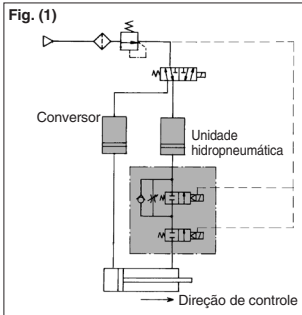 Fig. (1)
Conversor
Unidade
hidropneumática
Direção de controle